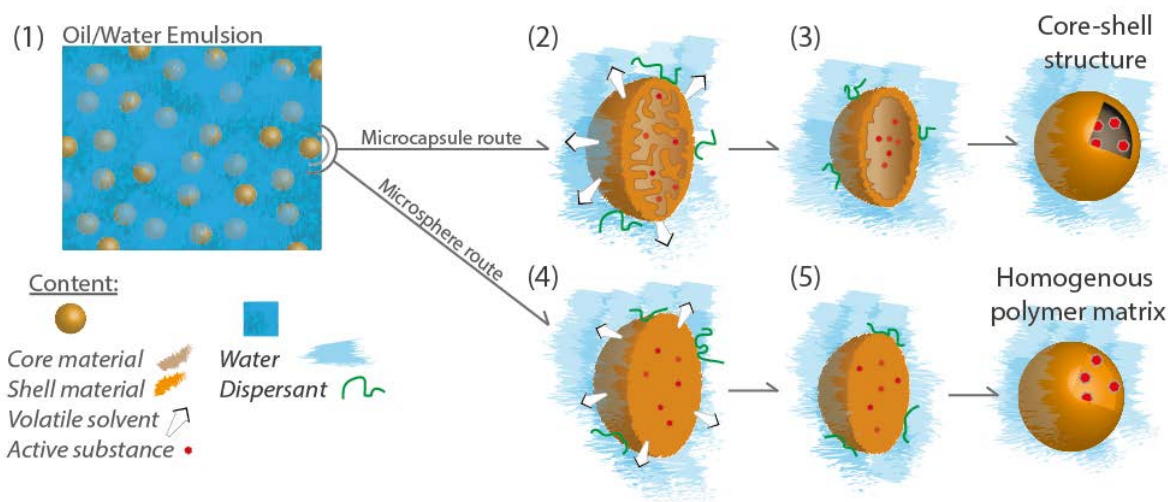 (1)
Oil/Water Emulsion
(2)
(3)
Core-shell
structure
Microcapsule route
Microsphere route
(4)
(5)
Homogenous
polymer matrix
Content:
Core material
Water
Shell material
Dispersant
Volatile solvent
Active substance